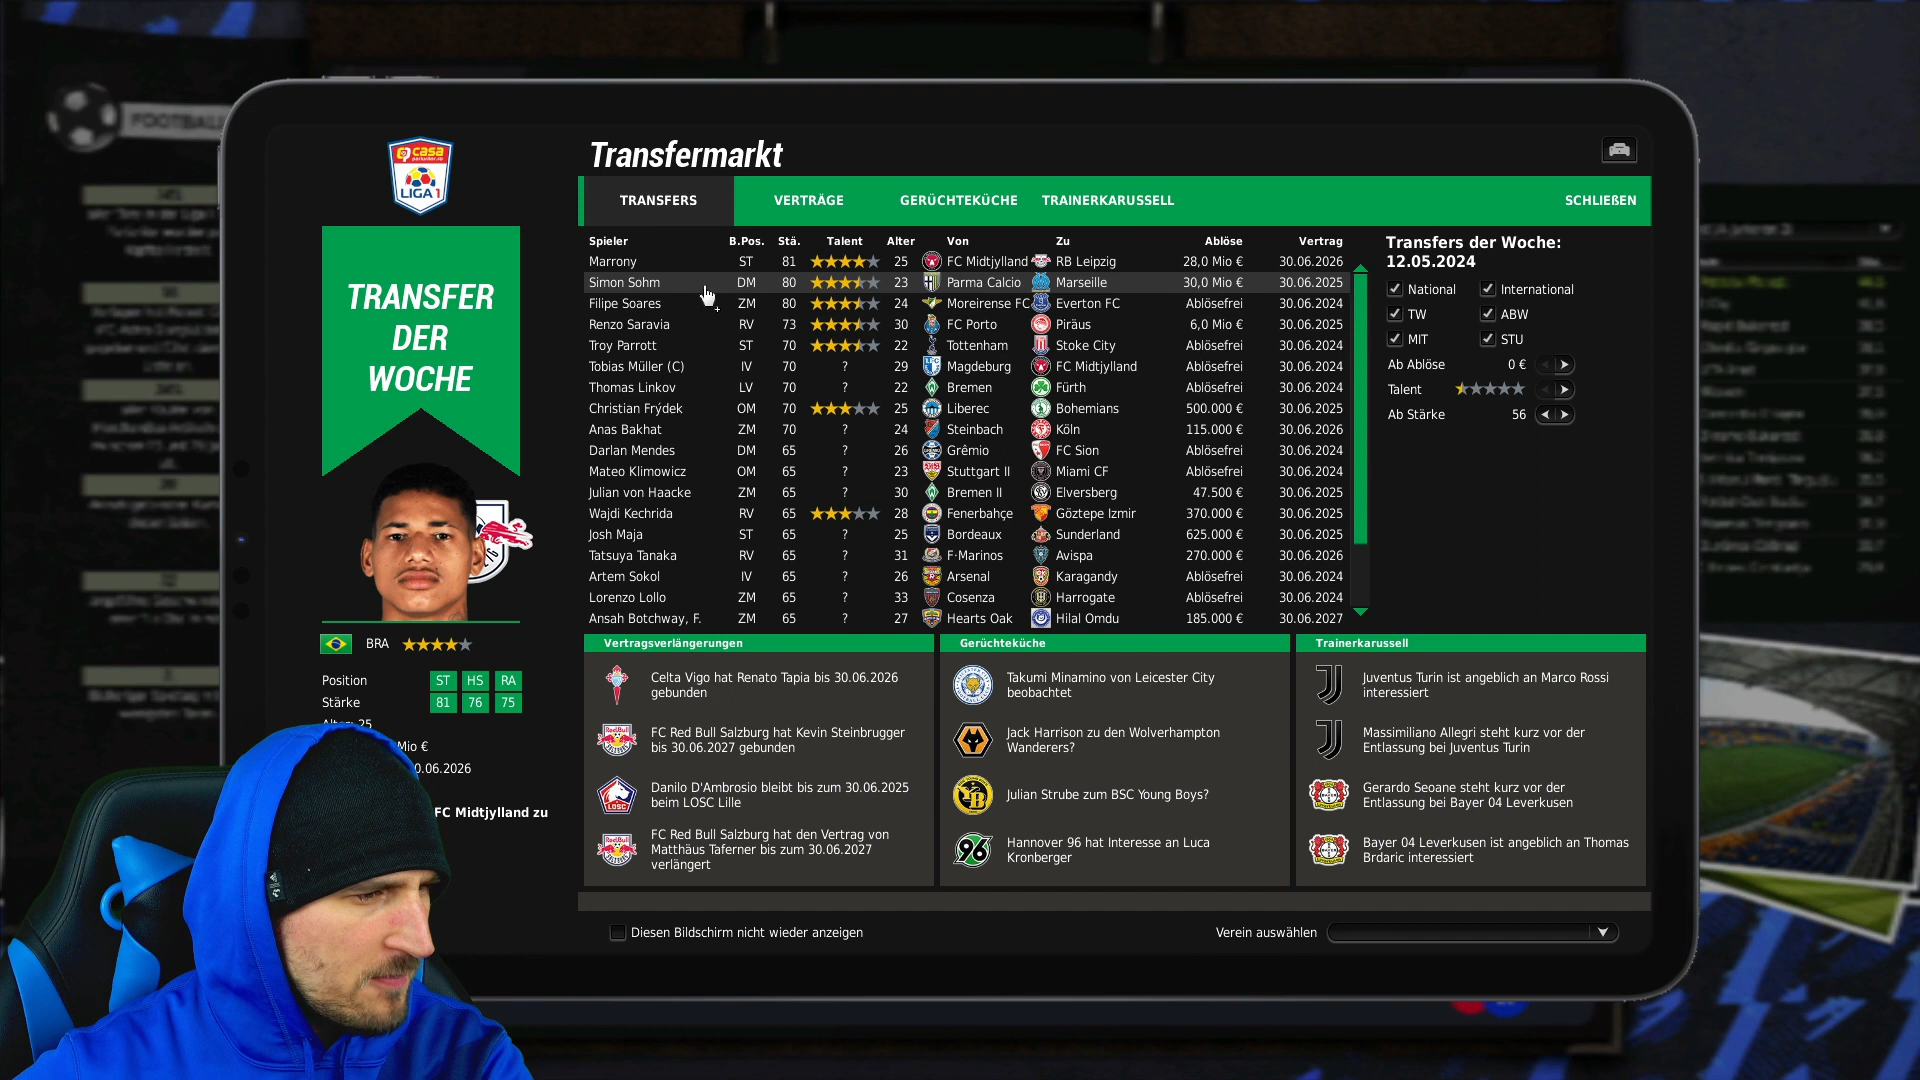 FOOTBALL
casa
LIGA 1
Transfermarkt
TRANSFERS VERTRÄGE GERÜCHTEKÜCHE TRAINERKARUSSELL SCHLIEßEN
TRANSFER
DER
WOCHE
Spieler B.Pos. Stä. Talent Alter Von Zu Ablöse Vertrag
Marrony ST 81 25 FC Midtjylland RB Leipzig 28,0 Mio € 30.06.2026
Simon Sohm DM 80 23 Parma Calcio Marseille 30,0 Mio € 30.06.2025
Filipe Soares ZM 80 24 Moreirense FC Everton FC Ablösefrei 30.06.2024
Renzo Saravia RV 73 30 FC Porto Piräus 6,0 Mio € 30.06.2025
Troy Parrott ST 70 22 Tottenham Stoke City Ablösefrei 30.06.2024
Tobias Müller (C) IV 70 ? 29 Magdeburg FC Midtjylland Ablösefrei 30.06.2024
Thomas Linkov LV 70 ? 22 Bremen Fürth Ablösefrei 30.06.2024
Christian Frýdek OM 70 25 Liberec Bohemians 500.000 € 30.06.2025
Anas Bakhat ZM 70 ? 24 Steinbach Köln 115.000 € 30.06.2026
Darlan Mendes DM 65 ? 26 Grêmio FC Sion Ablösefrei 30.06.2024
Mateo Klimowicz OM 65 ? 23 Stuttgart II Miami CF Ablösefrei 30.06.2024
Julian von Haacke ZM 65 ? 30 Bremen II Elversberg 47.500 € 30.06.2025
Wajdi Kechrida RV 65 28 Fenerbahçe Göztepe Izmir 370.000 € 30.06.2025
Josh Maja ST 65 ? 25 Bordeaux Sunderland 625.000 € 30.06.2025
Tatsuya Tanaka RV 65 ? 31 F·Marinos Avispa 270.000 € 30.06.2026
Artem Sokol IV 65 ? 26 Arsenal Karagandy Ablösefrei 30.06.2024
Lorenzo Lollo ZM 65 ? 33 Cosenza Harrogate Ablösefrei 30.06.2024
Ansah Botchway, F. ZM 65 ? 27 Hearts Oak Hilal Omdu 185.000 € 30.06.2027
Transfers der Woche:
12.05.2024
National International
TW ABW
MIT STU
Ab Ablöse 0 €
Talent
Ab Stärke 56
BRA
Position ST HS RA
Stärke 81 76 75
Alter: 25
Mio €
0.06.2026
FC Midtjylland zu
Vertragsverlängerungen
Celta Vigo hat Renato Tapia bis 30.06.2026
gebunden
FC Red Bull Salzburg hat Kevin Steinbrugger
bis 30.06.2027 gebunden
Danilo D'Ambrosio bleibt bis zum 30.06.2025
beim LOSC Lille
FC Red Bull Salzburg hat den Vertrag von
Matthäus Taferner bis zum 30.06.2027
verlängert
Gerüchteküche
Takumi Minamino von Leicester City
beobachtet
Jack Harrison zu den Wolverhampton
Wanderers?
Julian Strube zum BSC Young Boys?
Hannover 96 hat Interesse an Luca
Kronberger
Trainerkarussell
Juventus Turin ist angeblich an Marco Rossi
interessiert
Massimiliano Allegri steht kurz vor der
Entlassung bei Juventus Turin
Gerardo Seoane steht kurz vor der
Entlassung bei Bayer 04 Leverkusen
Bayer 04 Leverkusen ist angeblich an Thomas
Brdaric interessiert
Diesen Bildschirm nicht wieder anzeigen
Verein auswählen